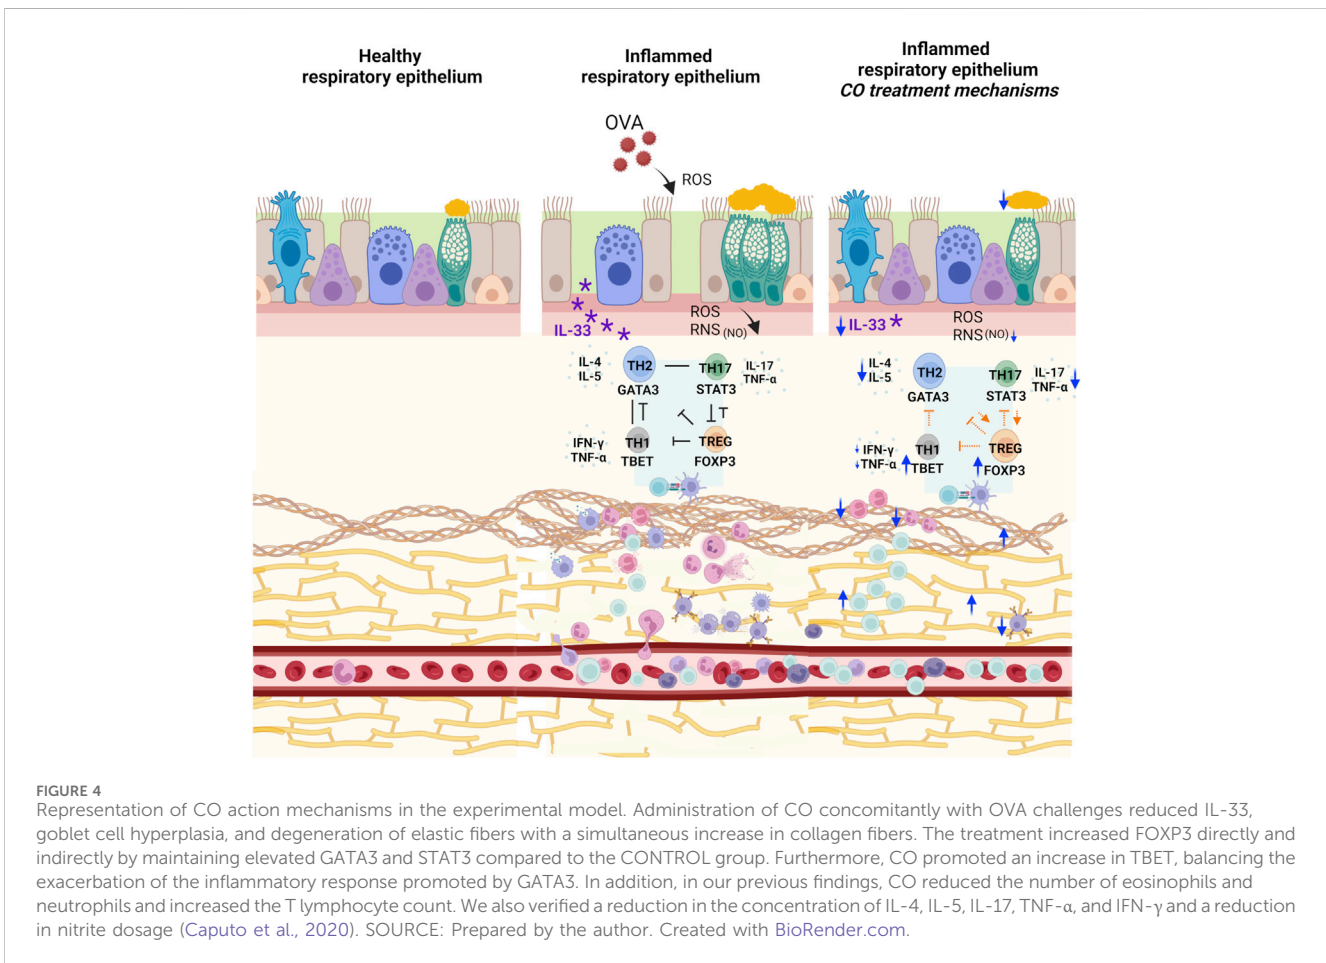 Healthy
respiratory epithelium
Inflammed
respiratory epithelium
Inflammed
respiratory epithelium
CO treatment mechanisms
OVA
ROS
IL-33
ROS
RNS (NO)
IL-4
IL-5
TH2
GATA3
TH17
STAT3
IL-17
TNF-α
IFN-γ
TNF-α
TH1
TBET
TREG
FOXP3
IL-33
ROS
RNS (NO)
IL-4
IL-5
TH2
GATA3
TH17
STAT3
IL-17
TNF-α
IFN-γ
TNF-α
TH1
TBET
TREG
FOXP3
FIGURE 4
Representation of CO action mechanisms in the experimental model. Administration of CO concomitantly with OVA challenges reduced IL-33,
goblet cell hyperplasia, and degeneration of elastic fibers with a simultaneous increase in collagen fibers. The treatment increased FOXP3 directly and
indirectly by maintaining elevated GATA3 and STAT3 compared to the CONTROL group. Furthermore, CO promoted an increase in TBET, balancing the
exacerbation of the inflammatory response promoted by GATA3. In addition, in our previous findings, CO reduced the number of eosinophils and
neutrophils and increased the T lymphocyte count. We also verified a reduction in the concentration of IL-4, IL-5, IL-17, TNF-α, and IFN-γ and a reduction
in nitrite dosage (Caputo et al., 2020). SOURCE: Prepared by the author. Created with BioRender.com.